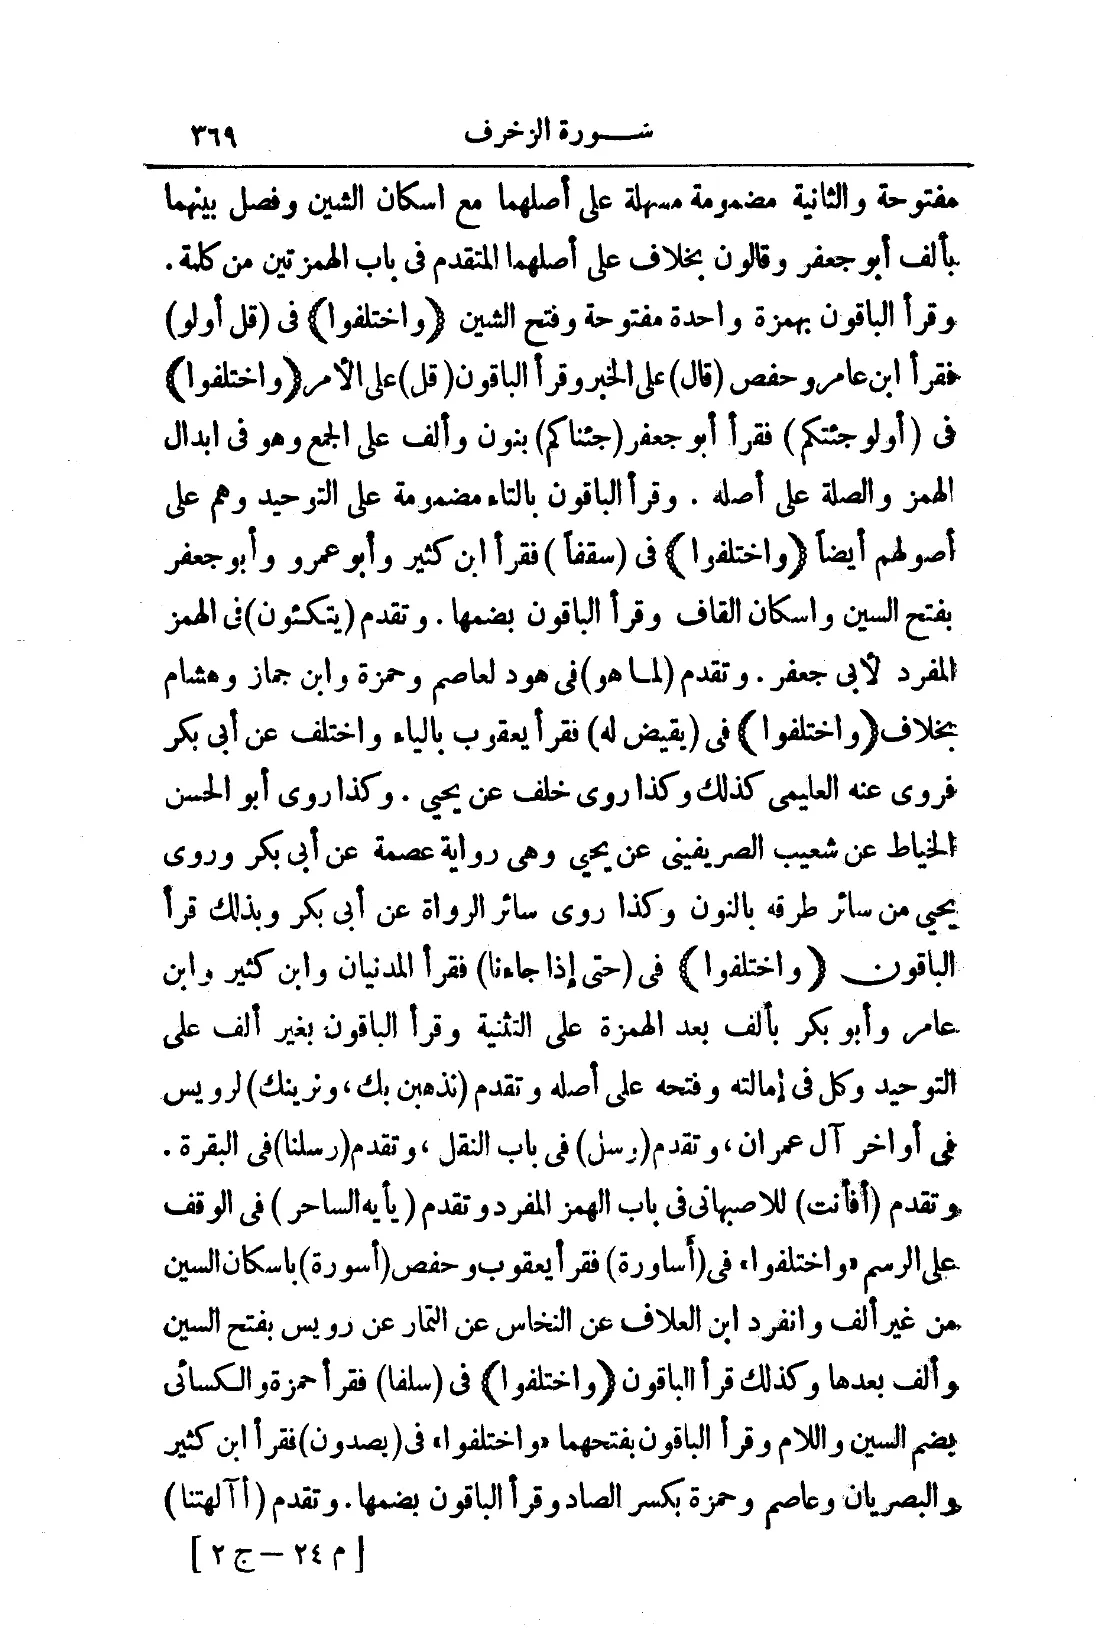 سورة الزخرف ٣٦٩
مفتوحة والثانية مضمومة مسهلة على أصلهما مع اسكان الشين وفصل بينهما
بألف أبو جعفر وقالون بخلاف على أصلهما المتقدم فى باب الهمزتين من كلمة .
وقرأ الباقون بهمزة واحدة مفتوحة وفتح الشين ﴿واختلفوا﴾ فى (قل أولو)
فقرأ ابن عامر وحفص (قال) على الخبر وقرأ الباقون (قل) على الأمر ﴿واختلفوا﴾
فى (أولو جئتكم) فقرأ أبو جعفر (جئناكم) بنون وألف على الجمع وهو فى ابدال
الهمز والصلة على أصله . وقرأ الباقون بالتاء مضمومة على التوحيد وهم على
أصولهم أيضاً ﴿واختلفوا﴾ فى (سقفاً) فقرأ ابن كثير وأبو عمرو وأبو جعفر
بفتح السين واسكان القاف وقرأ الباقون بضمها . وتقدم (يتكئون) فى الهمز
المفرد لأبى جعفر . وتقدم (لما هو) فى هود لعاصم وحمزة وابن جماز وهشام
بخلاف ﴿واختلفوا﴾ فى (يقيض له) فقرأ يعقوب بالياء واختلف عن أبى بكر
فروى عنه العليمى كذلك وكذا روى خلف عن يحيى . وكذا روى أبو الحسن
الخياط عن شعيب الصريفينى عن يحيى وهى رواية عصمة عن أبى بكر وروى
يحيى من سائر طرقه بالنون وكذا روى سائر الرواة عن أبى بكر وبذلك قرأ
الباقون ﴿واختلفوا﴾ فى (حتى إذا جاءنا) فقرأ المدنيان وابن كثير وابن
عامر وأبو بكر بألف بعد الهمزة على التثنية وقرأ الباقون بغير ألف على
التوحيد وكل فى إمالته وفتحه على أصله وتقدم (نذهبن بك ، ونرينك) لرويس
فى أواخر آل عمران ، وتقدم (رسل) فى باب النقل ، وتقدم (رسلنا) فى البقرة .
وتقدم (أفأنت) للاصبهانى فى باب الهمز المفرد وتقدم (يأيه الساحر) فى الوقف
على الرسم «واختلفوا» فى (أساورة) فقرأ يعقوب وحفص (أسورة) باسكان السين
من غير ألف وانفرد ابن العلاف عن النخاس عن التمار عن رويس بفتح السين
وألف بعدها وكذلك قرأ الباقون ﴿واختلفوا﴾ فى (سلفا) فقرأ حمزة والكسائى
بضم السين واللام وقرأ الباقون بفتحهما «واختلفوا» فى (يصدون) فقرأ ابن كثير
والبصريان وعاصم وحمزة بكسر الصاد وقرأ الباقون بضمها . وتقدم (أآلهتنا)
[م ٢٤ – ج ٢]